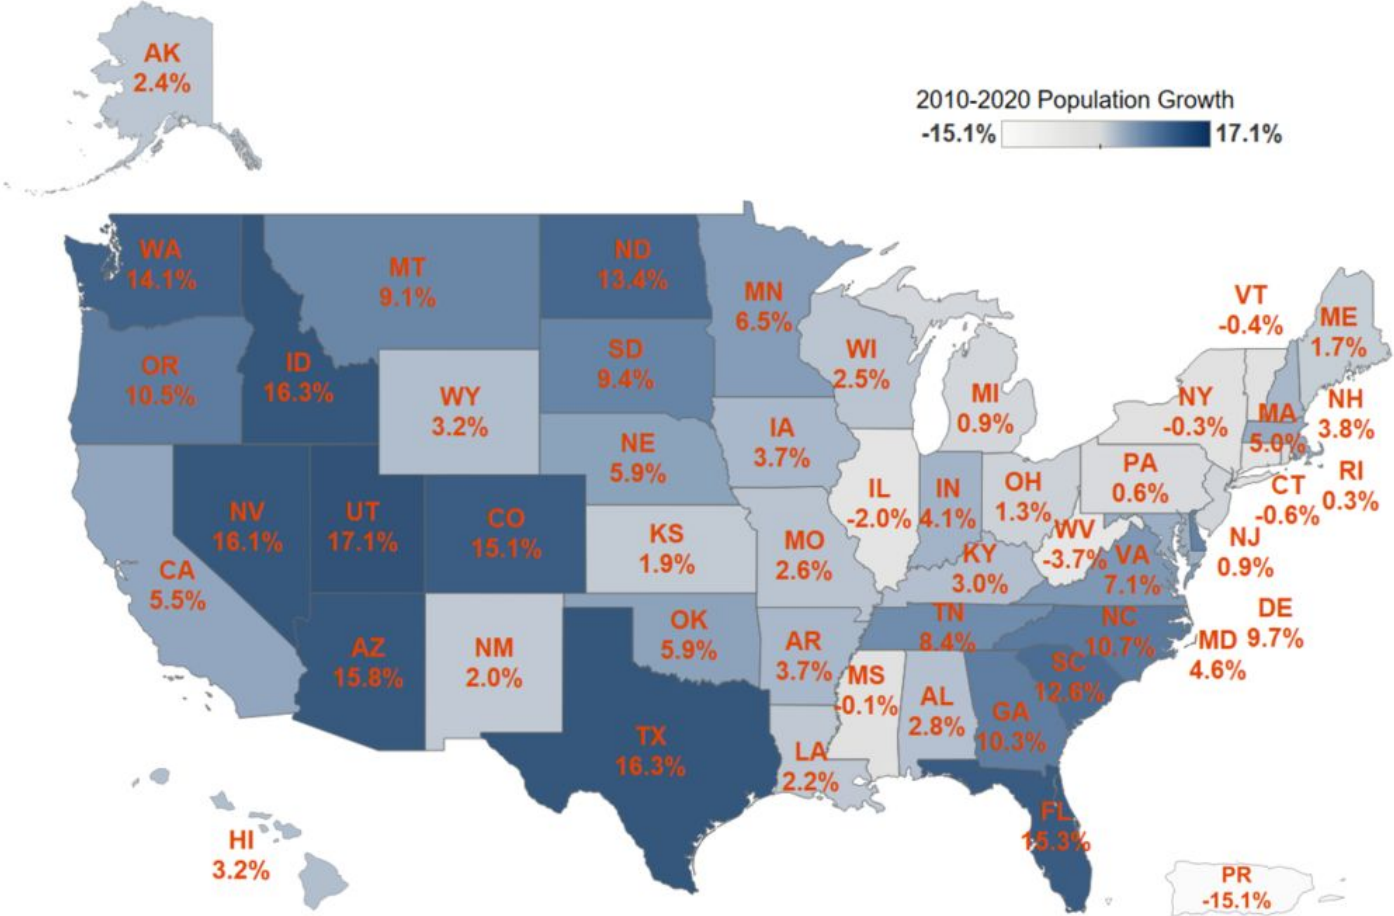 AK
2.4%
2010-2020 Population Growth
-15.1% 17.1%
WA
14.1%
MT
9.1%
ND
13.4%
MN
6.5%
VT
-0.4%
ME
1.7%
OR
10.5%
ID
16.3%
WY
3.2%
SD
9.4%
WI
2.5%
MI
0.9%
NY
-0.3%
MA
5.0%
NH
3.8%
NE
5.9%
IA
3.7%
IL
-2.0%
IN
4.1%
OH
1.3%
PA
0.6%
CT
-0.6%
RI
0.3%
NV
16.1%
UT
17.1%
CO
15.1%
KS
1.9%
MO
2.6%
KY
3.0%
WV
-3.7%
VA
7.1%
NJ
0.9%
CA
5.5%
AZ
15.8%
NM
2.0%
OK
5.9%
AR
3.7%
TN
8.4%
NC
10.7%
MD
4.6%
DE
9.7%
MS
-0.1%
AL
2.8%
SC
12.6%
GA
10.3%
TX
16.3%
LA
2.2%
FL
15.3%
HI
3.2%
PR
-15.1%